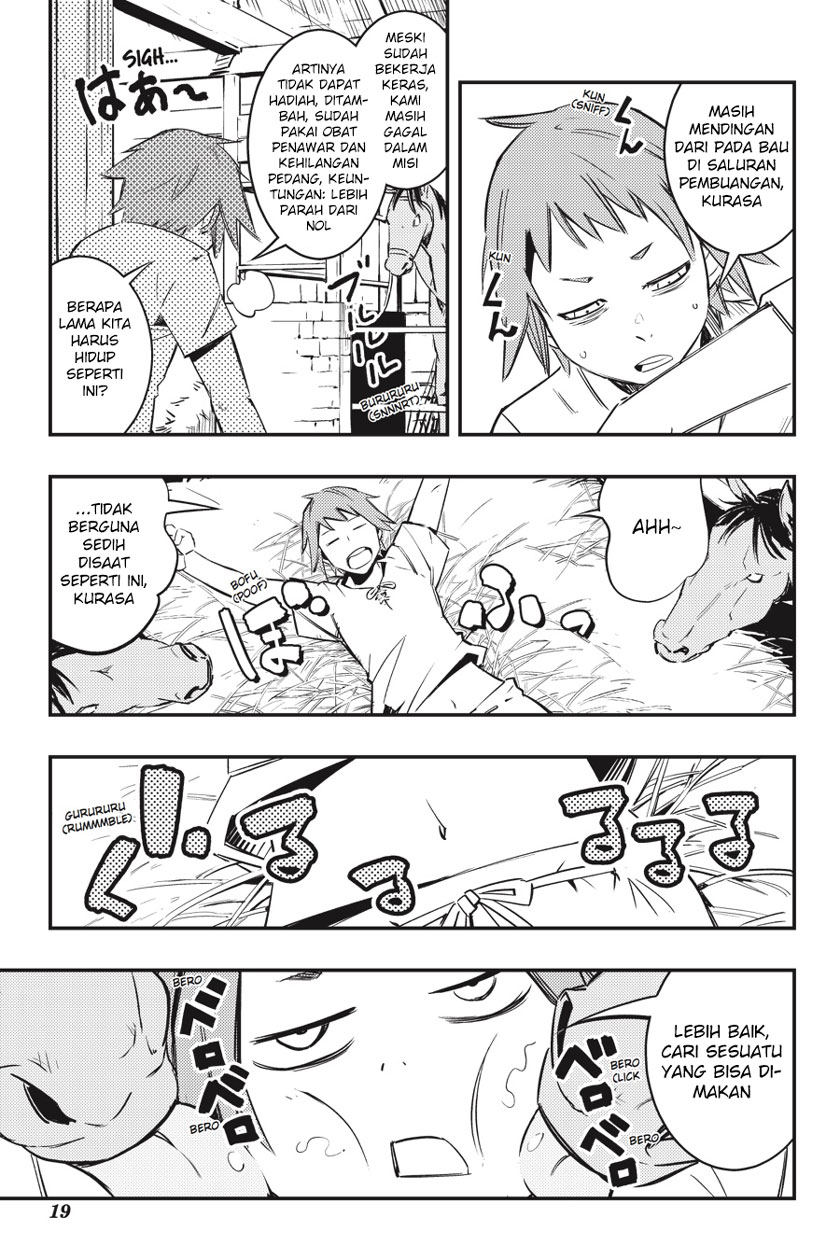 KUN
(SNIFF)
くん
MASIH
MENDINGAN
DARI PADA BAU
DI SALURAN
PEMBUANGAN,
KURASA
KUN
くん
MESKI
SUDAH
BEKERJA
KERAS,
KAMI
MASIH
GAGAL
DALAM
MISI
ARTINYA
TIDAK DAPAT
HADIAH, DITAM-
BAH, SUDAH
PAKAI OBAT
PENAWAR DAN
KEHILANGAN
PEDANG, KEUN-
TUNGAN: LEBIH
PARAH DARI
NOL
SIGH...
はあ〜
ブルルル
BURURURU
(SNNNRT)
BERAPA
LAMA KITA
HARUS
HIDUP
SEPERTI
INI?
AHH~
BOFU
(POOF)
ぼふっ
...TIDAK
BERGUNA
SEDIH
DISAAT
SEPERTI INI,
KURASA
GURURURU
(RUMMMBLE)
ぐるるるるる
LEBIH BAIK,
CARI SESUATU
YANG BISA DI-
MAKAN
BERO
(LICK
ベロ
BERO
ベロ
BERO
ベロ
BERO
ベロ
19